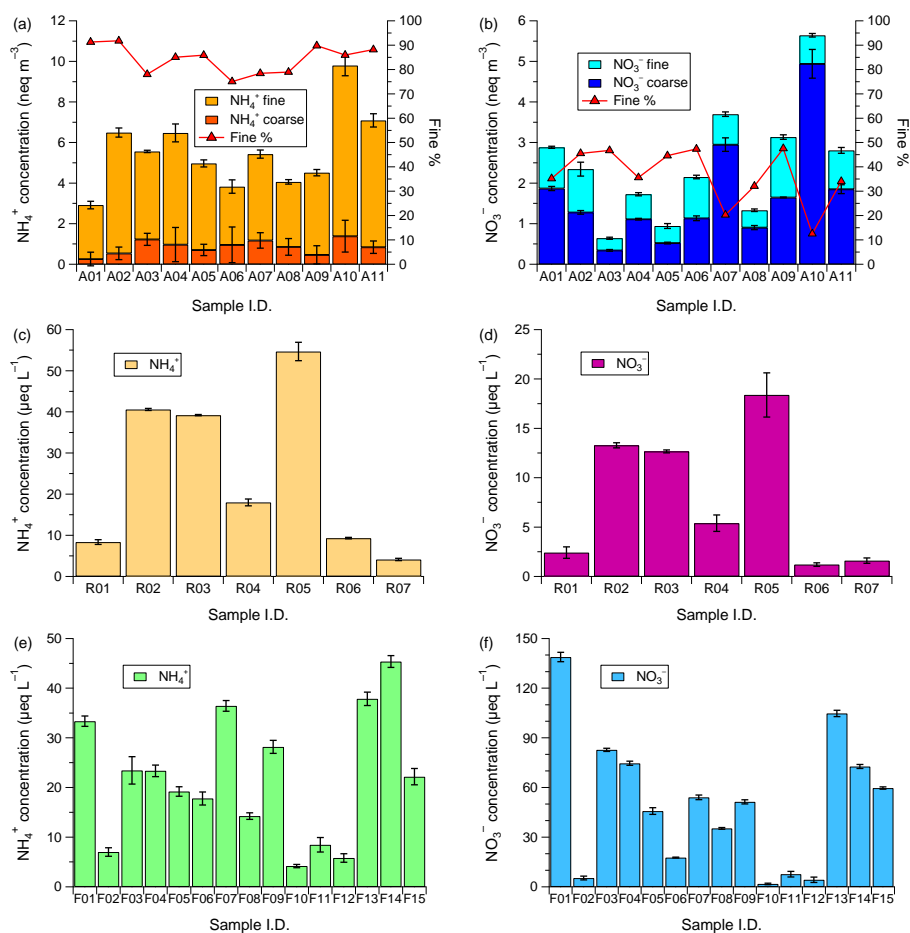 (a)
NH₄⁺ concentration (neq m⁻³)
12
10
8
6
4
2
0
NH₄⁺ fine
NH₄⁺ coarse
Fine %
100
90
80
70
60
50
40
30
20
10
0
Fine %
A01 A02 A03 A04 A05 A06 A07 A08 A09 A10 A11
Sample I.D.
(b)
NO₃⁻ concentration (neq m⁻³)
6
5
4
3
2
1
0
NO₃⁻ fine
NO₃⁻ coarse
Fine %
100
90
80
70
60
50
40
30
20
10
0
Fine %
A01 A02 A03 A04 A05 A06 A07 A08 A09 A10 A11
Sample I.D.
(c)
NH₄⁺ concentration (µeq L⁻¹)
60
50
40
30
20
10
0
NH₄⁺
R01 R02 R03 R04 R05 R06 R07
Sample I.D.
(d)
NO₃⁻ concentration (µeq L⁻¹)
25
20
15
10
5
0
NO₃⁻
R01 R02 R03 R04 R05 R06 R07
Sample I.D.
(e)
NH₄⁺ concentration (µeq L⁻¹)
50
40
30
20
10
0
NH₄⁺
F01 F02 F03 F04 F05 F06 F07 F08 F09 F10 F11 F12 F13 F14 F15
Sample I.D.
(f)
NO₃⁻ concentration (µeq L⁻¹)
150
120
90
60
30
0
NO₃⁻
F01 F02 F03 F04 F05 F06 F07 F08 F09 F10 F11 F12 F13 F14 F15
Sample I.D.